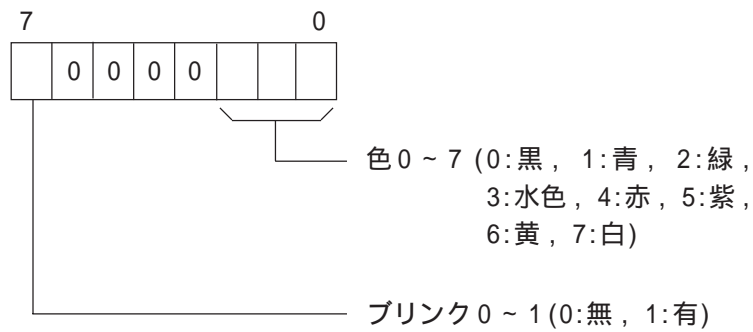 7 0
0 0 0 0
色0~7(0:黒, 1:青, 2:緑,
3:水色, 4:赤, 5:紫,
6:黄, 7:白)
ブリンク0~1(0:無, 1:有)